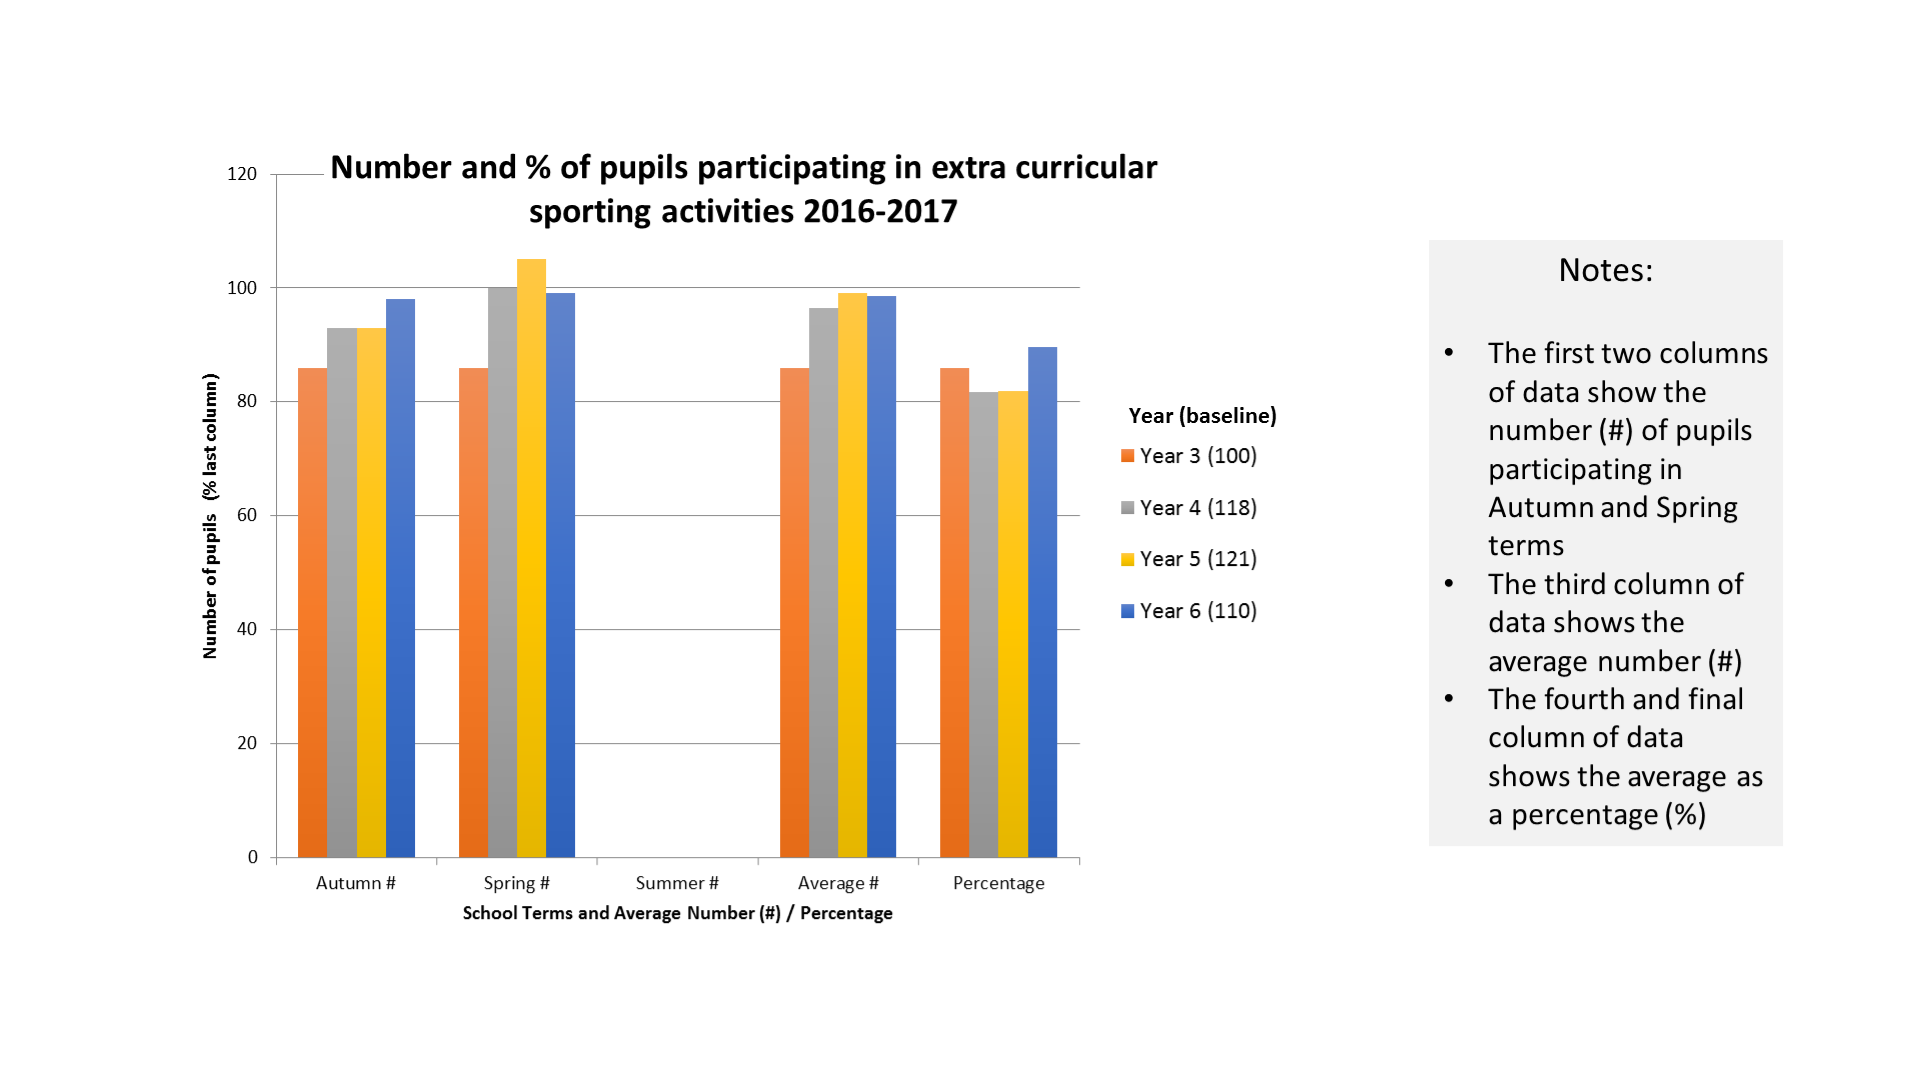 Number and % of pupils participating in extra curricular
sporting activities 2016-2017
120
100
80
60
40
20
0
Number of pupils (% last column)
Autumn #
Spring #
Summer #
Average #
Percentage
School Terms and Average Number (#) / Percentage
Year (baseline)
Year 3 (100)
Year 4 (118)
Year 5 (121)
Year 6 (110)
Notes:
• The first two columns
of data show the
number (#) of pupils
participating in
Autumn and Spring
terms
• The third column of
data shows the
average number (#)
• The fourth and final
column of data
shows the average as
a percentage (%)